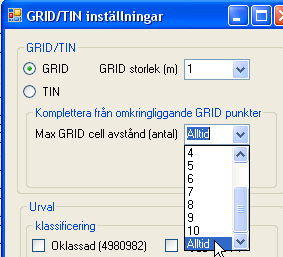 GRID/TIN inställningar
GRID/TIN
GRID GRID storlek (m) 1
TIN
Komplettera från omkringliggande GRID punkter
Max GRID cell avstånd (antal) Alltid
4
5
6
7
8
9
10
Alltid
Urval
klassificering
Oklassad (4980982)